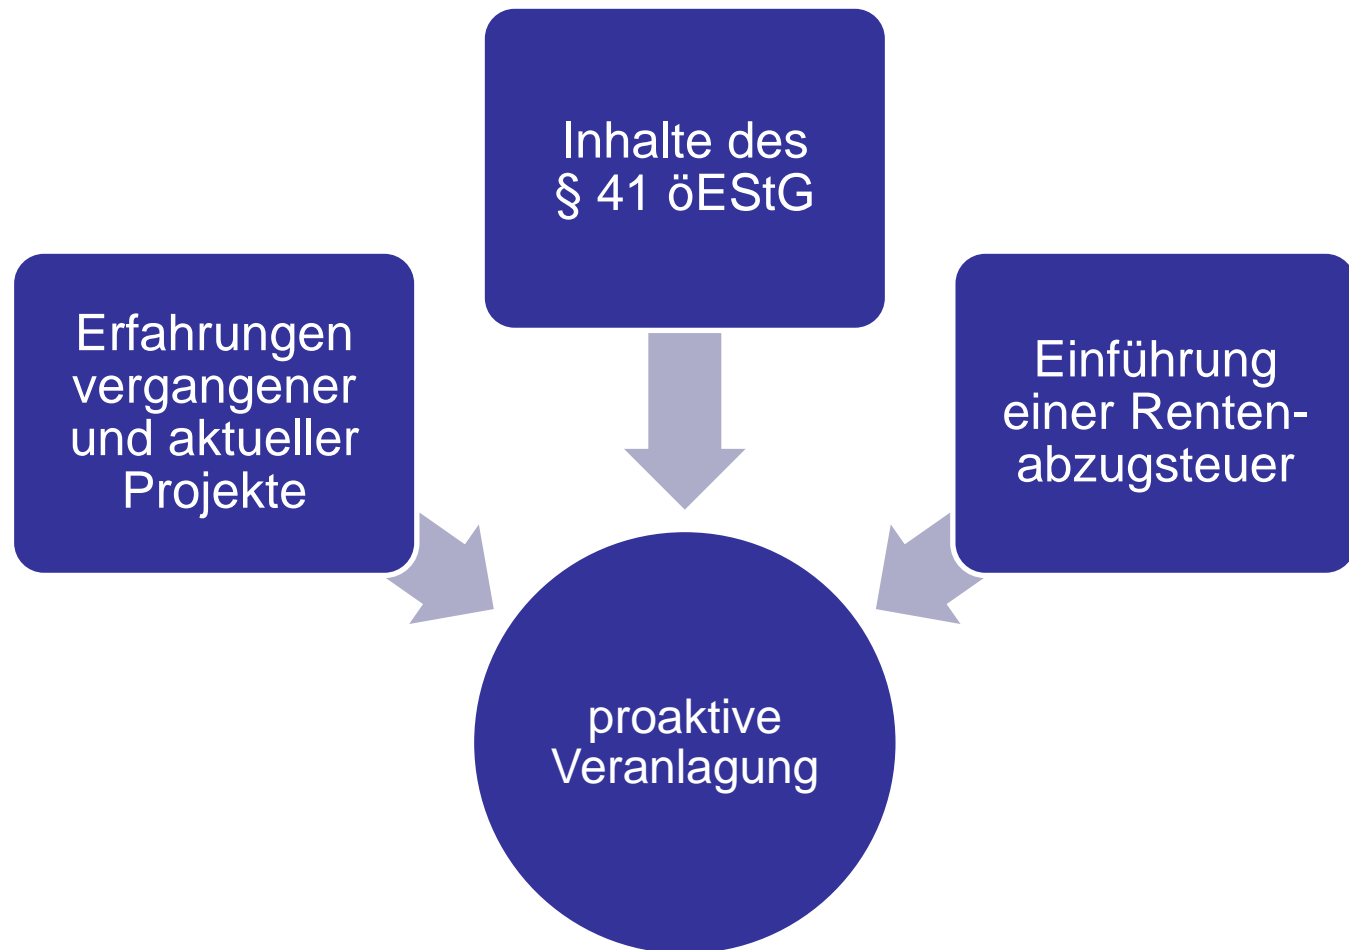 Inhalte des
§ 41 öEStG
Erfahrungen
vergangener
und aktueller
Projekte
Einführung
einer Renten-
abzugsteuer
proaktive
Veranlagung